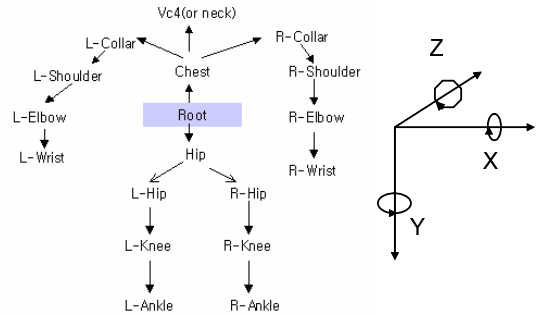 Vc4(or neck)
L-Collar
R-Collar
L-Shoulder
Chest
R-Shoulder
L-Elbow
Root
R-Elbow
L-Wrist
Hip
R-Wrist
L-Hip
R-Hip
L-Knee
R-Knee
L-Ankle
R-Ankle
Z
X
Y